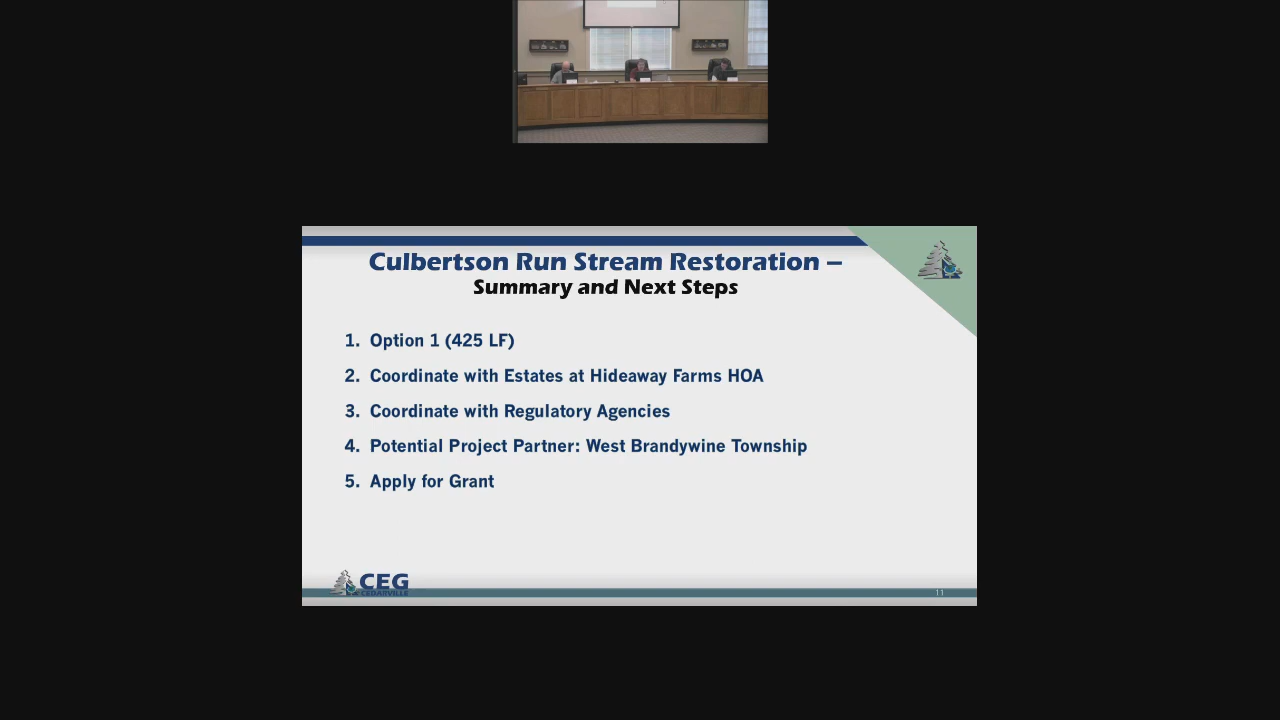 Culbertson Run Stream Restoration –
Summary and Next Steps
1. Option 1 (425 LF)
2. Coordinate with Estates at Hideaway Farms HOA
3. Coordinate with Regulatory Agencies
4. Potential Project Partner: West Brandywine Township
5. Apply for Grant
CEG
CEDARVILLE
11